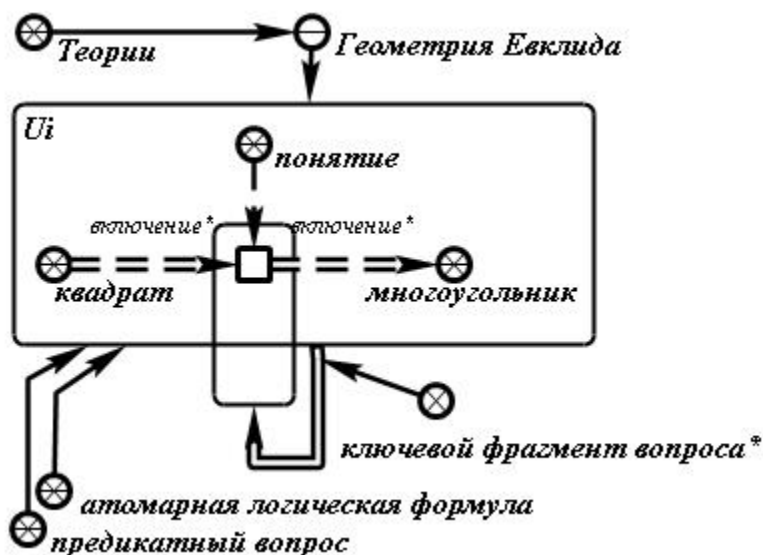 Теории
Геометрия Евклида
Ui
понятие
включение*
включение*
квадрат
многоугольник
ключевой фрагмент вопроса*
атомарная логическая формула
предикатный вопрос